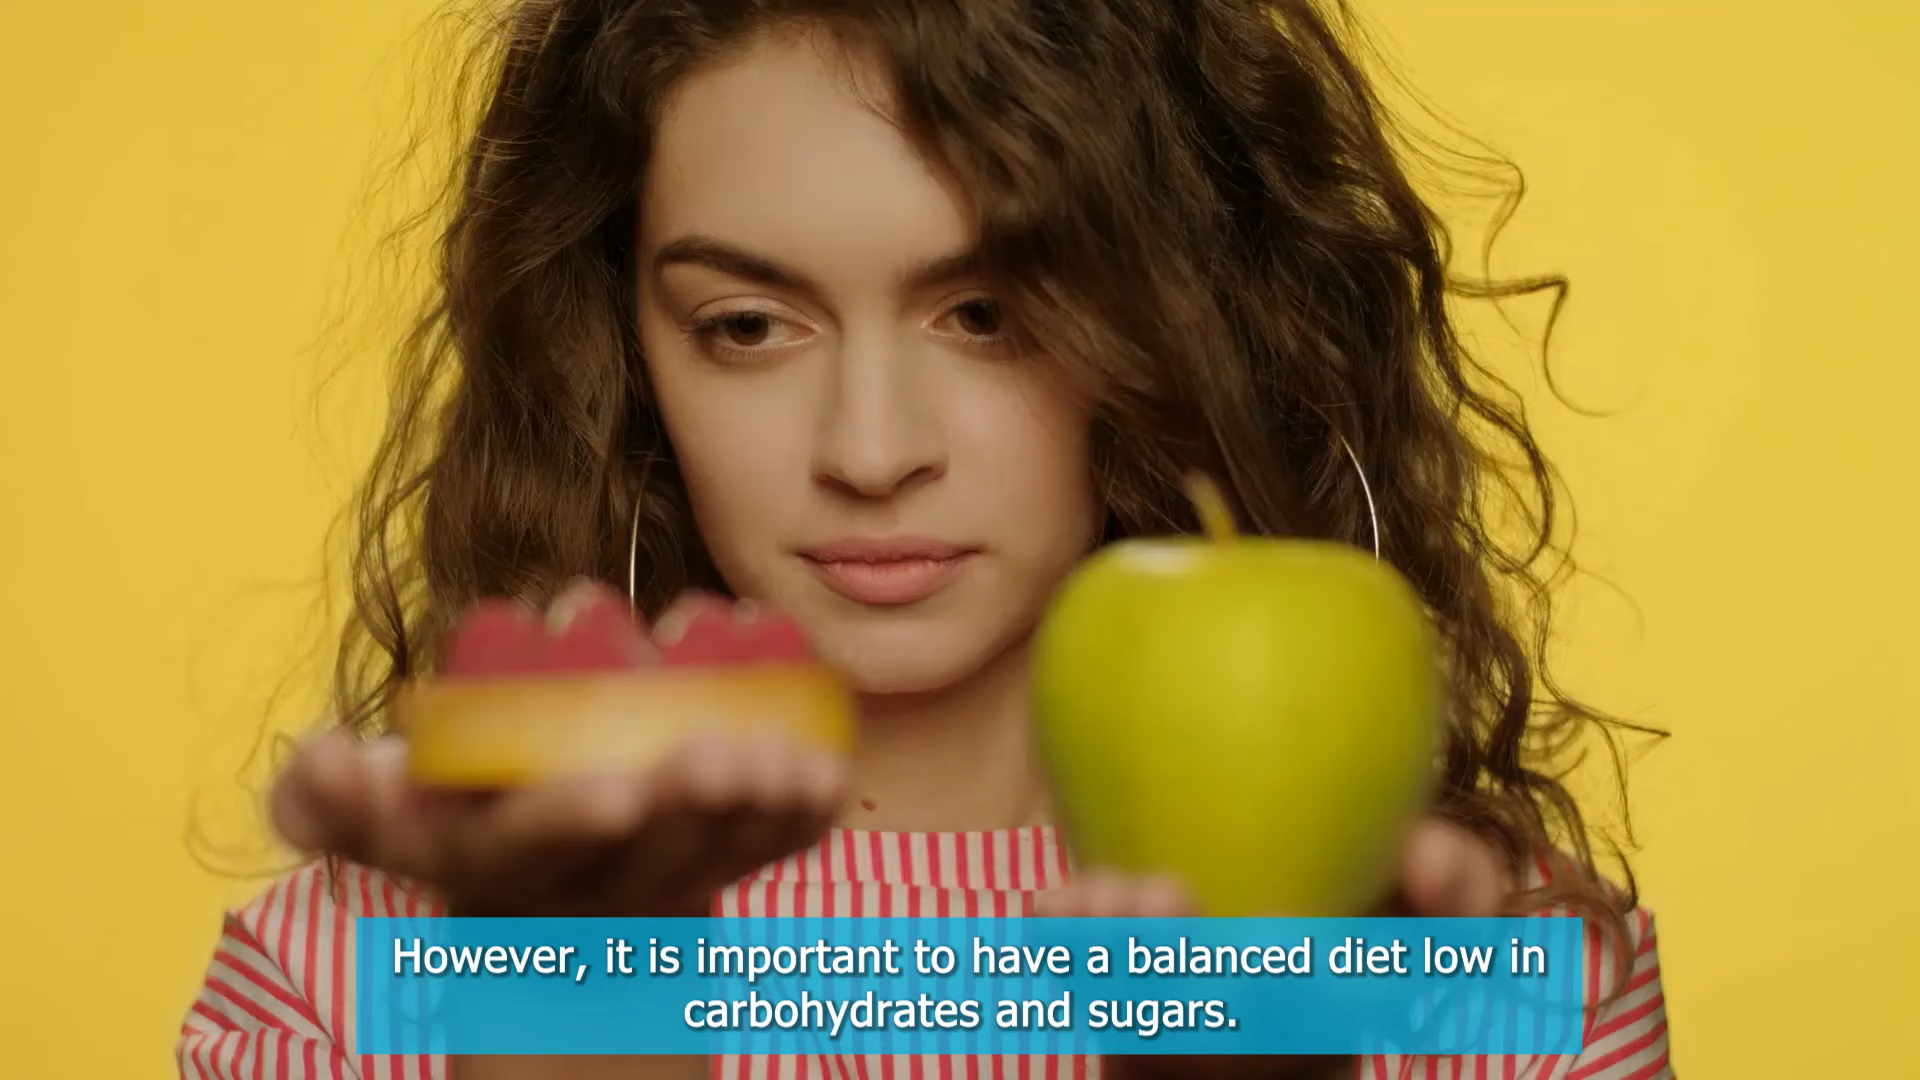 However, it is important to have a balanced diet low in
carbohydrates and sugars.